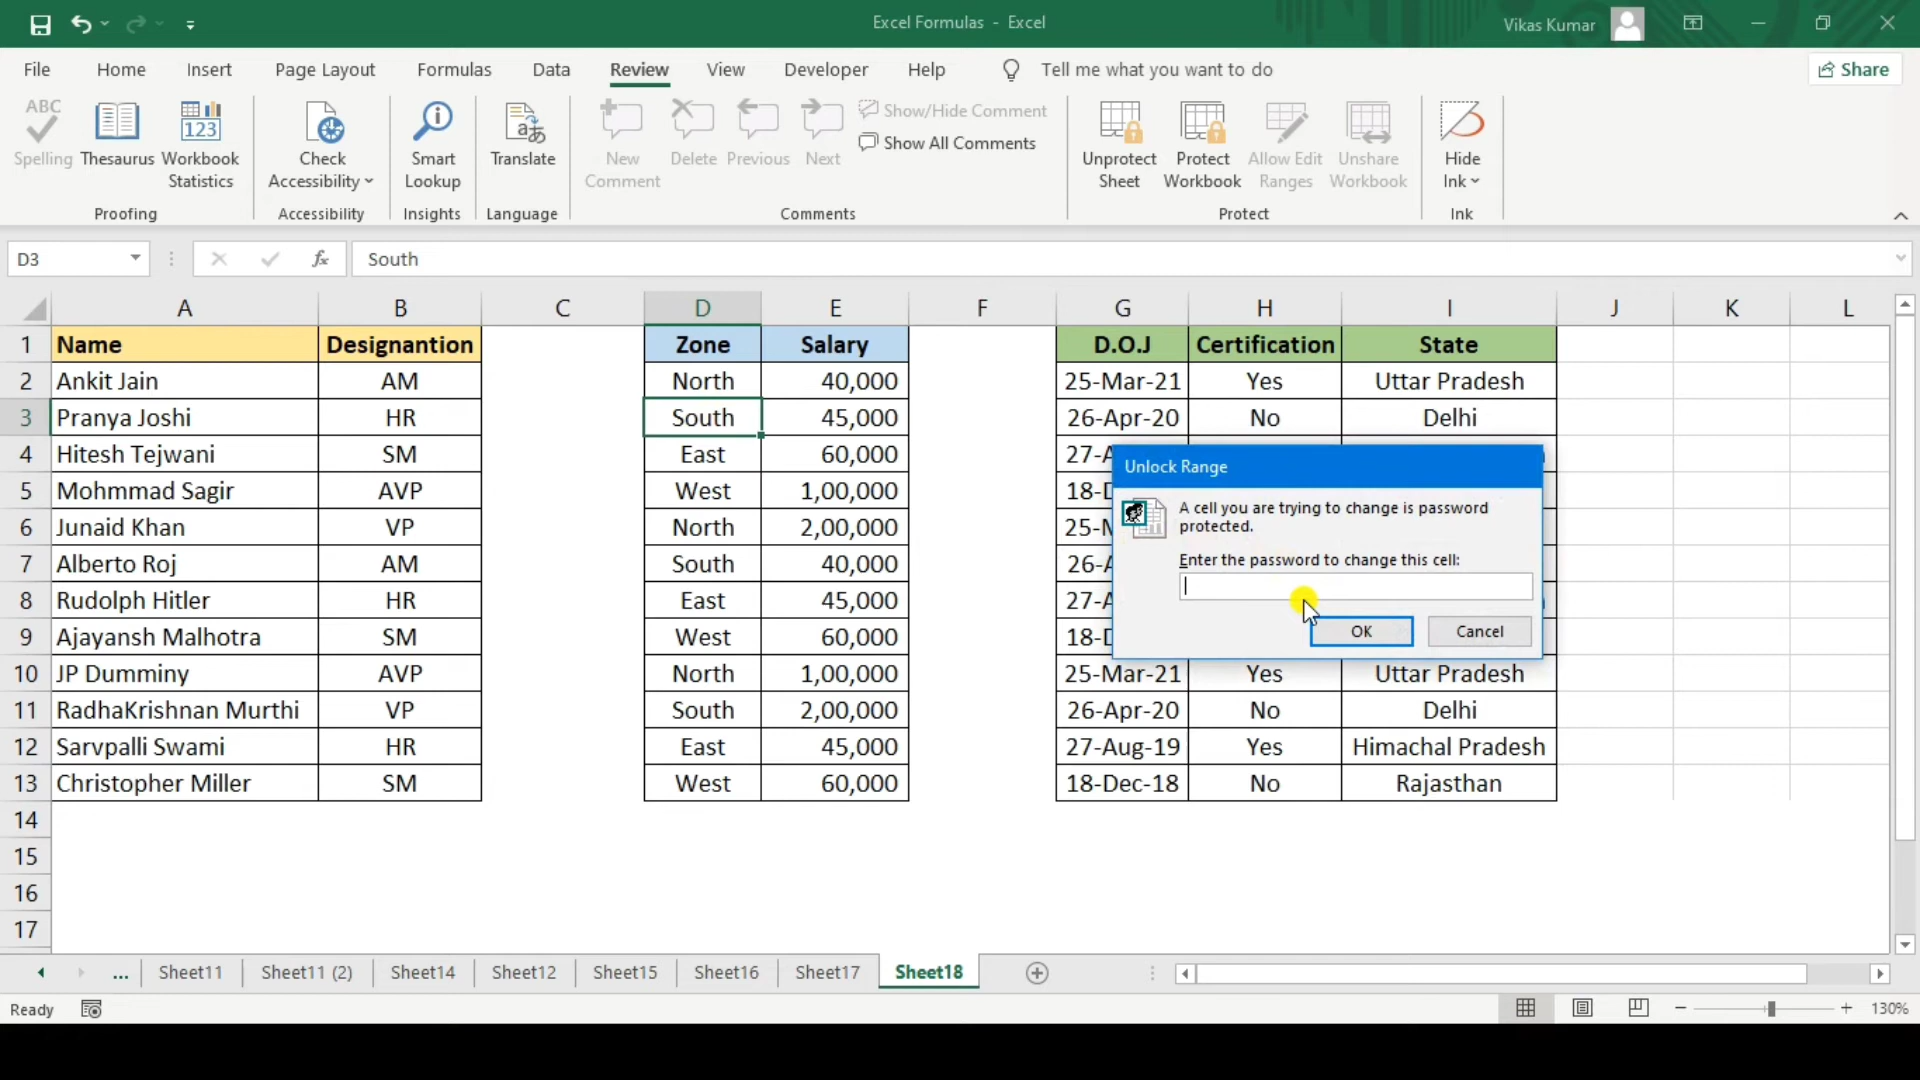 Excel Formulas - Excel
Vikas Kumar
File Home Insert Page Layout Formulas Data Review View Developer Help Tell me what you want to do Share
ABC
Spelling Thesaurus
123
Workbook Statistics
Check Accessibility
Smart Lookup
Translate
New Comment
Delete Previous Next
Show/Hide Comment
Show All Comments
Unprotect Sheet
Protect Workbook
Allow Edit Ranges
Unshare Workbook
Hide Ink
Proofing Accessibility Insights Language Comments Protect Ink
D3 fx South
A B C D E F G H I J K L
1 Name Designantion Zone Salary D.O.J Certification State
2 Ankit Jain AM North 40,000 25-Mar-21 Yes Uttar Pradesh
3 Pranya Joshi HR South 45,000 26-Apr-20 No Delhi
4 Hitesh Tejwani SM East 60,000 27-A
5 Mohmmad Sagir AVP West 1,00,000 18-D
6 Junaid Khan VP North 2,00,000 25-M
7 Alberto Roj AM South 40,000 26-A
8 Rudolph Hitler HR East 45,000 27-A
9 Ajayansh Malhotra SM West 60,000 18-D
10 JP Dumminy AVP North 1,00,000 25-Mar-21 Yes Uttar Pradesh
11 RadhaKrishnan Murthi VP South 2,00,000 26-Apr-20 No Delhi
12 Sarvpalli Swami HR East 45,000 27-Aug-19 Yes Himachal Pradesh
13 Christopher Miller SM West 60,000 18-Dec-18 No Rajasthan
14
15
16
17
Unlock Range
A cell you are trying to change is password
protected.
Enter the password to change this cell:
OK Cancel
... Sheet11 Sheet11 (2) Sheet14 Sheet12 Sheet15 Sheet16 Sheet17 Sheet18
Ready 130%